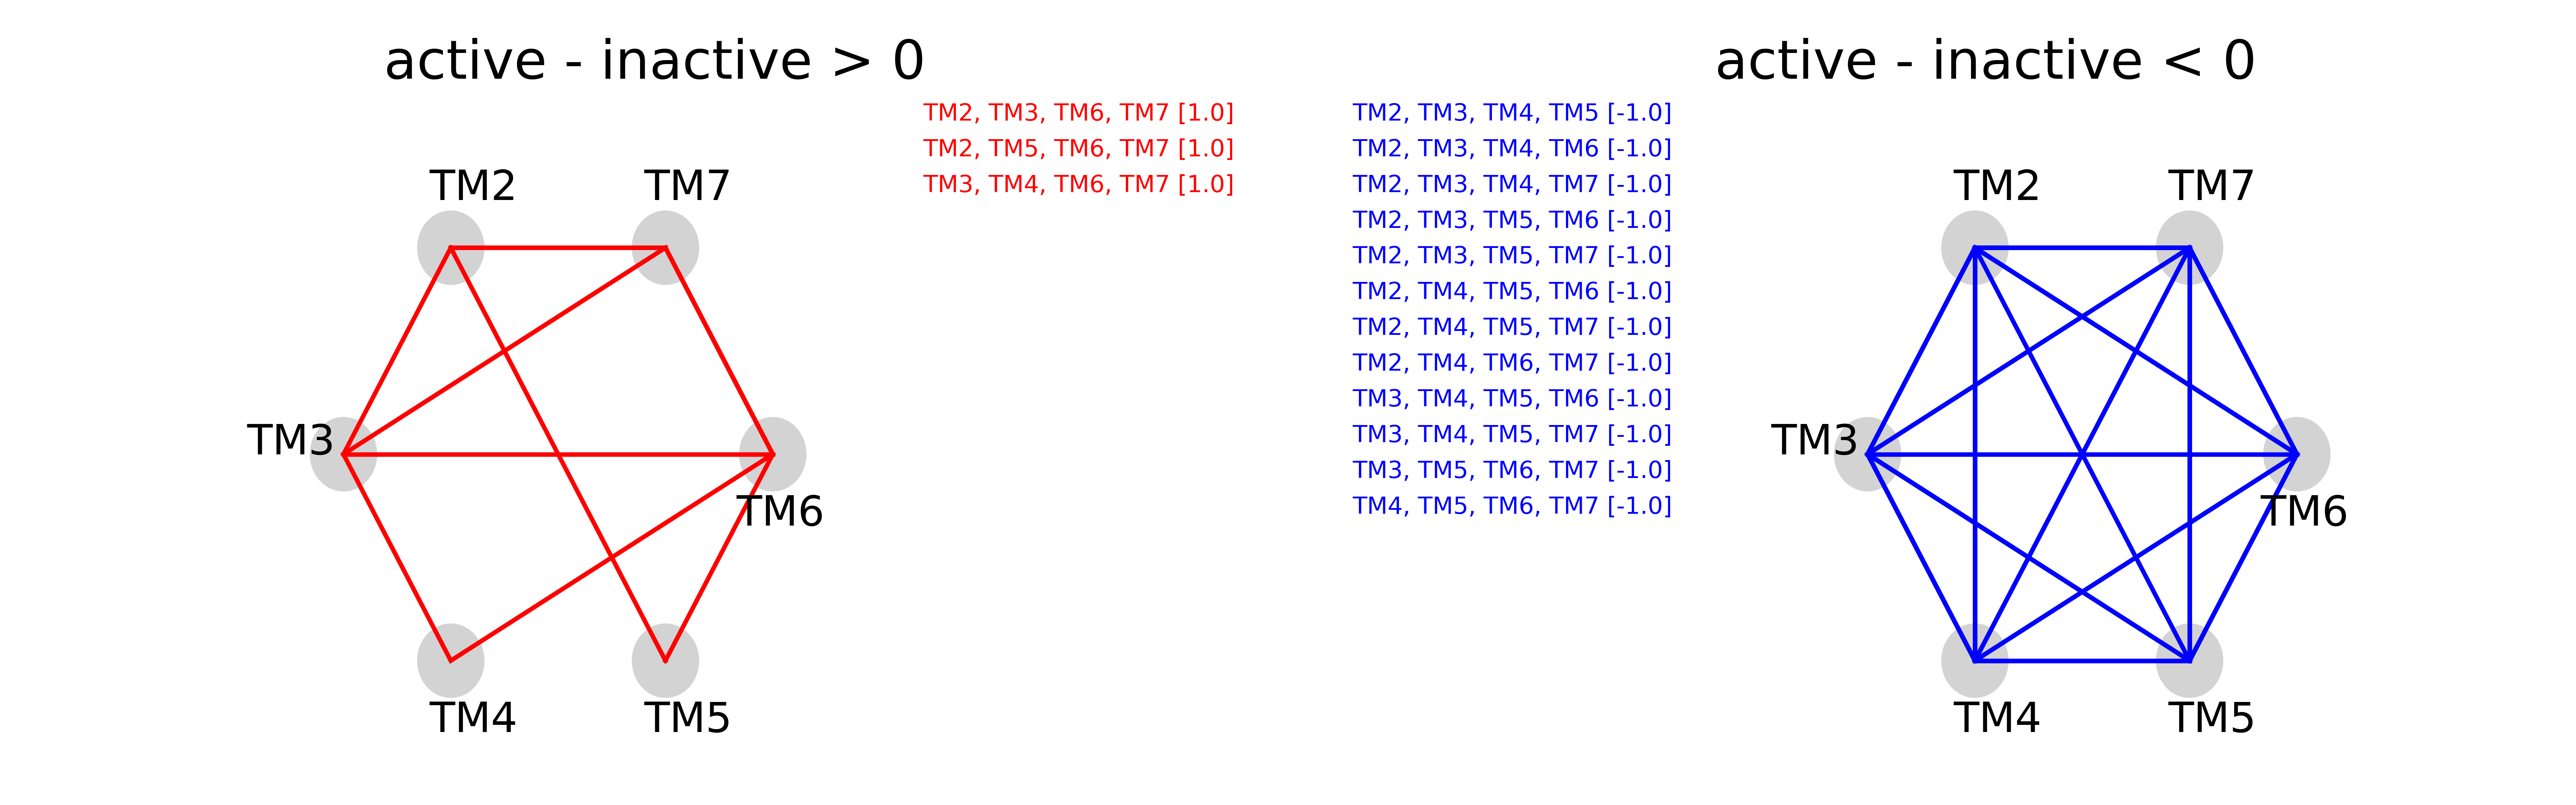 active - inactive > 0
TM2, TM3, TM6, TM7 [1.0]
TM2, TM5, TM6, TM7 [1.0]
TM3, TM4, TM6, TM7 [1.0]
TM2
TM7
TM3
TM6
TM4
TM5
active - inactive < 0
TM2, TM3, TM4, TM5 [-1.0]
TM2, TM3, TM4, TM6 [-1.0]
TM2, TM3, TM4, TM7 [-1.0]
TM2, TM3, TM5, TM6 [-1.0]
TM2, TM3, TM5, TM7 [-1.0]
TM2, TM4, TM5, TM6 [-1.0]
TM2, TM4, TM5, TM7 [-1.0]
TM2, TM4, TM6, TM7 [-1.0]
TM3, TM4, TM5, TM6 [-1.0]
TM3, TM4, TM5, TM7 [-1.0]
TM3, TM5, TM6, TM7 [-1.0]
TM4, TM5, TM6, TM7 [-1.0]
TM2
TM7
TM3
TM6
TM4
TM5